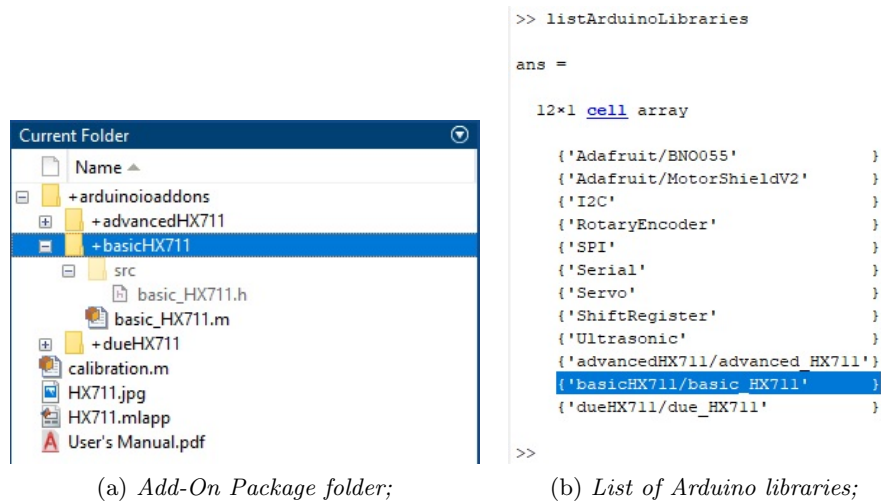 Current Folder
Name
+arduinoioaddons
+advancedHX711
+basicHX711
src
basic_HX711.h
basic_HX711.m
+dueHX711
calibration.m
HX711.jpg
HX711.mlapp
User's Manual.pdf
(a) Add-On Package folder;
>> listArduinoLibraries
ans =
12×1 cell array
{'Adafruit/BNO055' }
{'Adafruit/MotorShieldV2' }
{'I2C' }
{'RotaryEncoder' }
{'SPI' }
{'Serial' }
{'Servo' }
{'ShiftRegister' }
{'Ultrasonic' }
{'advancedHX711/advanced_HX711'}
{'basicHX711/basic_HX711' }
{'dueHX711/due_HX711' }
>>
(b) List of Arduino libraries;